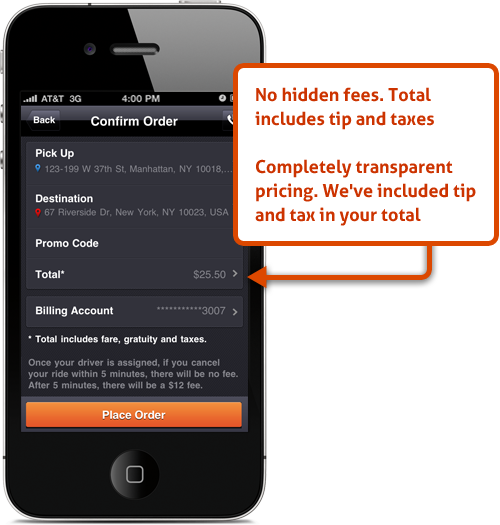 AT&T 3G 4:00 PM
Back Confirm Order
Pick Up
123-199 W 37th St, Manhattan, NY 10018,...
Destination
67 Riverside Dr, New York, NY 10023, USA
Promo Code
Total* $25.50
Billing Account ***********3007
* Total includes fare, gratuity and taxes.
Once your driver is assigned, if you cancel
your ride within 5 minutes, there will be no fee.
After 5 minutes, there will be a $12 fee.
Place Order
No hidden fees. Total
includes tip and taxes
Completely transparent
pricing. We've included tip
and tax in your total